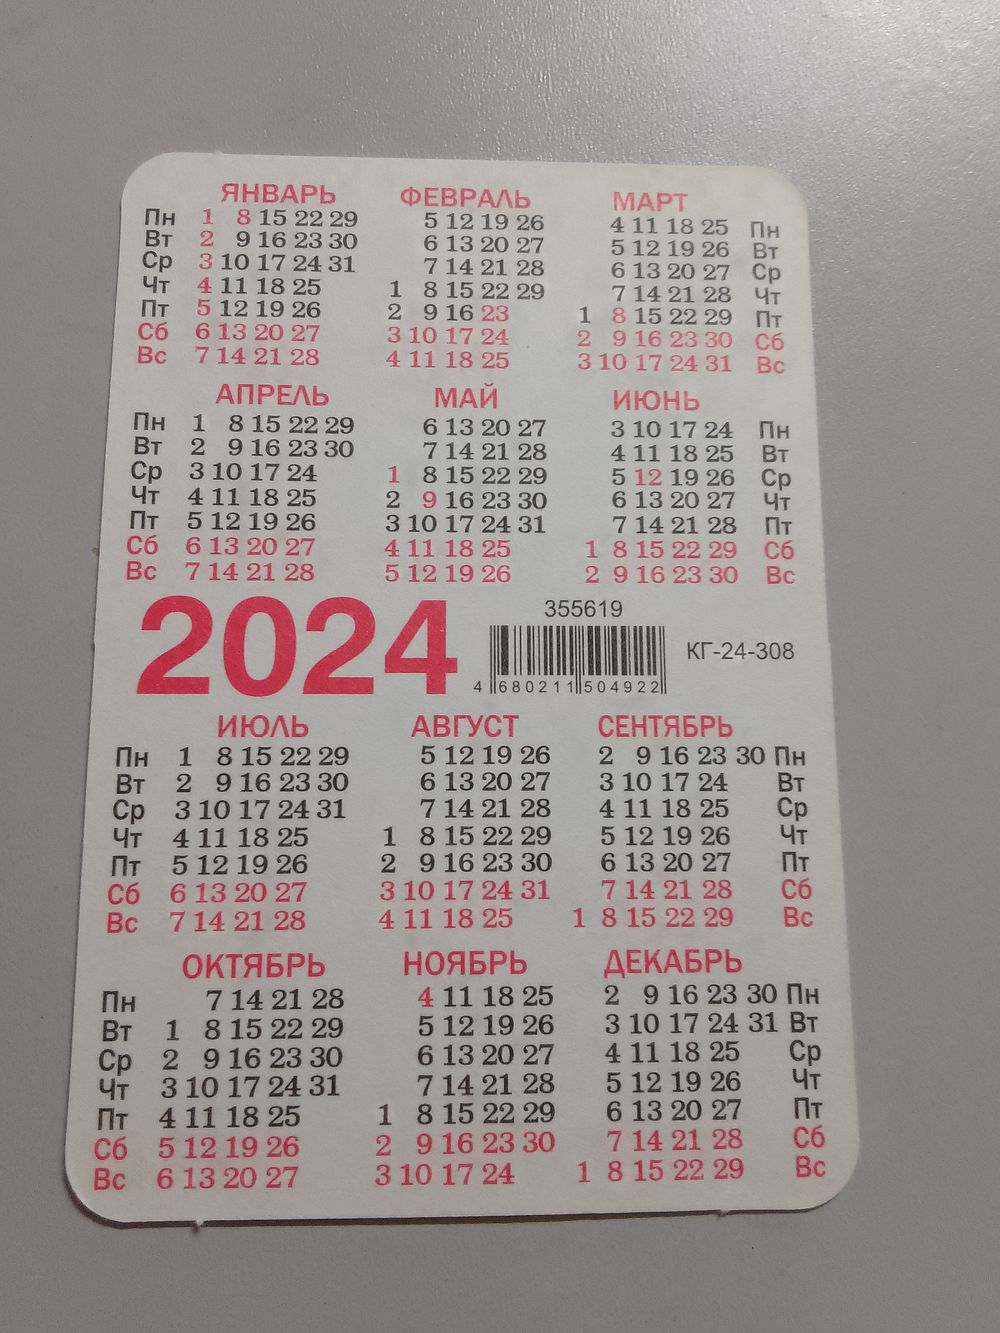 ЯНВАРЬ ФЕВРАЛЬ МАРТ
Пн 1 8 15 22 29 5 12 19 26 4 11 18 25 Пн
Вт 2 9 16 23 30 6 13 20 27 5 12 19 26 Вт
Ср 3 10 17 24 31 7 14 21 28 6 13 20 27 Ср
Чт 4 11 18 25 1 8 15 22 29 7 14 21 28 Чт
Пт 5 12 19 26 2 9 16 23 1 8 15 22 29 Пт
Сб 6 13 20 27 3 10 17 24 2 9 16 23 30 Сб
Вс 7 14 21 28 4 11 18 25 3 10 17 24 31 Вс
АПРЕЛЬ МАЙ ИЮНЬ
Пн 1 8 15 22 29 6 13 20 27 3 10 17 24 Пн
Вт 2 9 16 23 30 7 14 21 28 4 11 18 25 Вт
Ср 3 10 17 24 1 8 15 22 29 5 12 19 26 Ср
Чт 4 11 18 25 2 9 16 23 30 6 13 20 27 Чт
Пт 5 12 19 26 3 10 17 24 31 7 14 21 28 Пт
Сб 6 13 20 27 4 11 18 25 1 8 15 22 29 Сб
Вс 7 14 21 28 5 12 19 26 2 9 16 23 30 Вс
2024 355619 КГ-24-308
4 680211 504922
ИЮЛЬ АВГУСТ СЕНТЯБРЬ
Пн 1 8 15 22 29 5 12 19 26 2 9 16 23 30 Пн
Вт 2 9 16 23 30 6 13 20 27 3 10 17 24 Вт
Ср 3 10 17 24 31 7 14 21 28 4 11 18 25 Ср
Чт 4 11 18 25 1 8 15 22 29 5 12 19 26 Чт
Пт 5 12 19 26 2 9 16 23 30 6 13 20 27 Пт
Сб 6 13 20 27 3 10 17 24 31 7 14 21 28 Сб
Вс 7 14 21 28 4 11 18 25 1 8 15 22 29 Вс
ОКТЯБРЬ НОЯБРЬ ДЕКАБРЬ
Пн 7 14 21 28 4 11 18 25 2 9 16 23 30 Пн
Вт 1 8 15 22 29 5 12 19 26 3 10 17 24 31 Вт
Ср 2 9 16 23 30 6 13 20 27 4 11 18 25 Ср
Чт 3 10 17 24 31 7 14 21 28 5 12 19 26 Чт
Пт 4 11 18 25 1 8 15 22 29 6 13 20 27 Пт
Сб 5 12 19 26 2 9 16 23 30 7 14 21 28 Сб
Вс 6 13 20 27 3 10 17 24 1 8 15 22 29 Вс